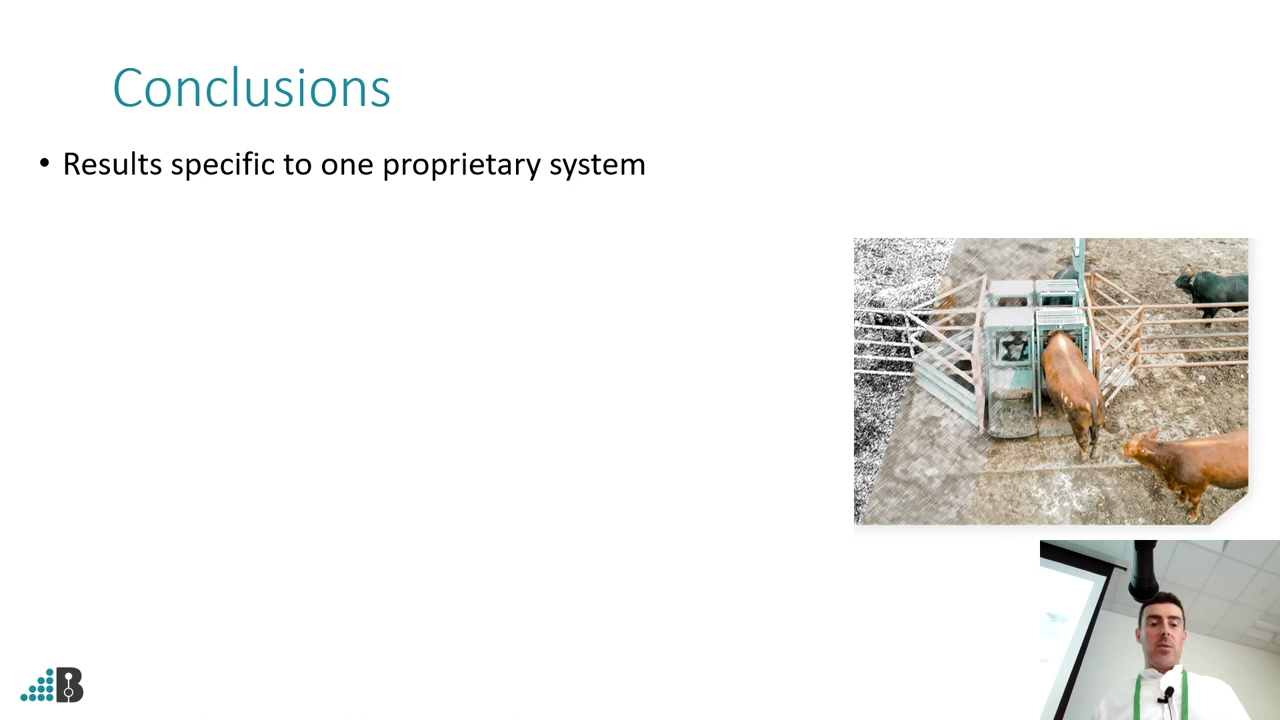 Conclusions
• Results specific to one proprietary system
B